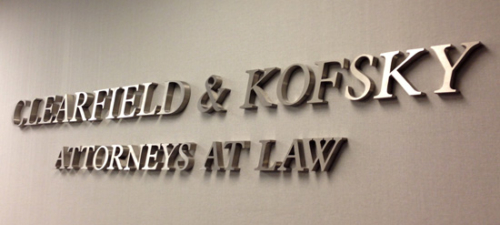 CLEARFIELD & KOFSKY
ATTORNEYS AT LAW